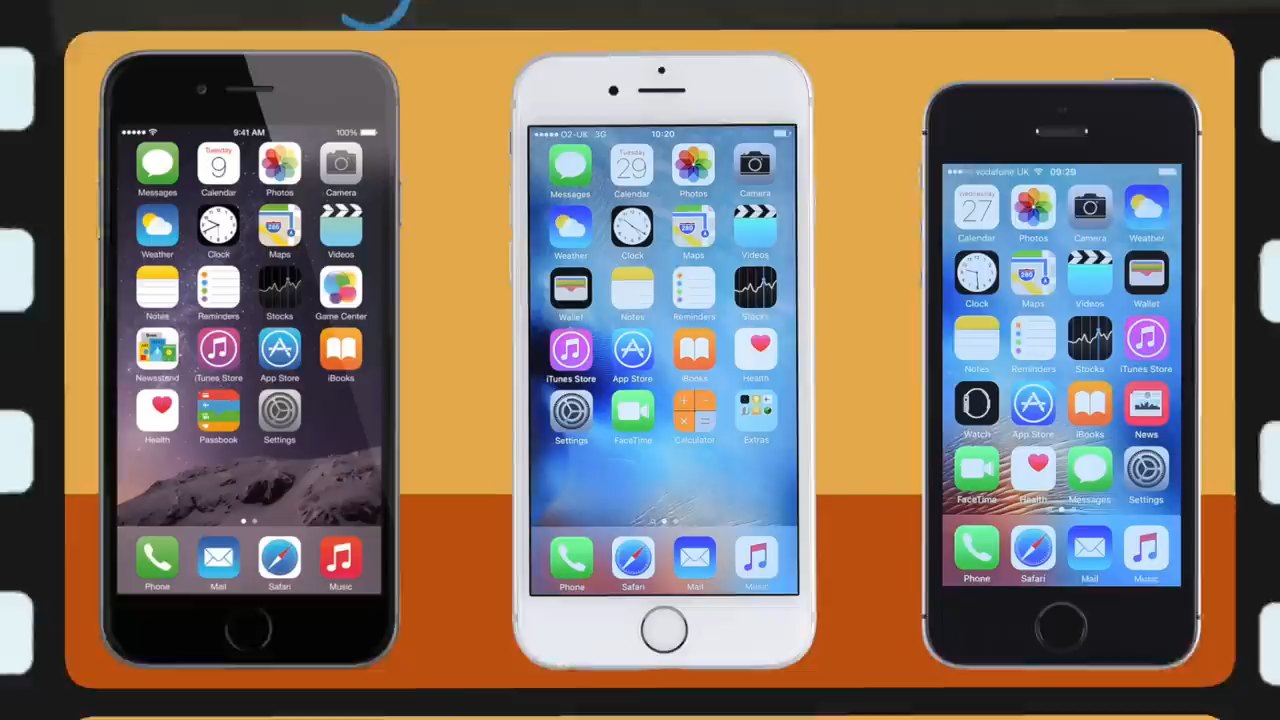 9:41 AM 100%
Tuesday
9
Messages Calendar Photos Camera
280
Weather Clock Maps Videos
Notes Reminders Stocks Game Center
Newsstand iTunes Store App Store iBooks
Health Passbook Settings
Phone Mail Safari Music
O2-UK 3G 10:20
Tuesday
29
Messages Calendar Photos Camera
280
Weather Clock Maps Videos
Wallet Notes Reminders Stocks
iTunes Store App Store iBooks Health
Settings FaceTime Calculator Extras
Phone Safari Mail Music
vodafone UK 09:29
Wednesday
27
Calendar Photos Camera Weather
280
Clock Maps Videos Wallet
Notes Reminders Stocks iTunes Store
Watch App Store iBooks News
FaceTime Health Messages Settings
Phone Safari Mail Music